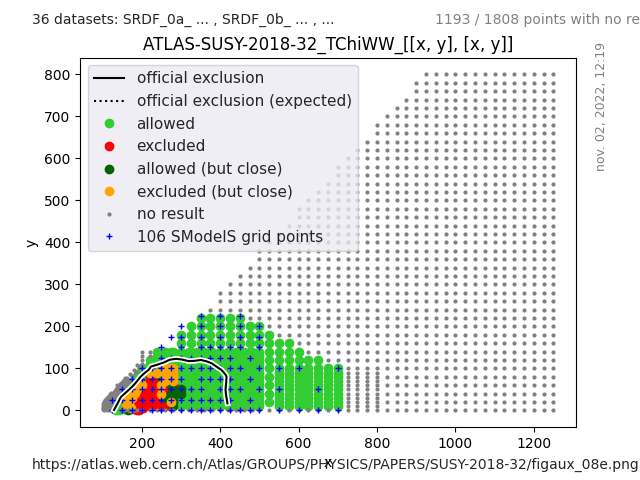 36 datasets: SRDF_0a_ ... , SRDF_0b_ ... , ...
1193 / 1808 points with no re
ATLAS-SUSY-2018-32_TChiWW_[[x, y], [x, y]]
nov. 02, 2022, 12:19
official exclusion
official exclusion (expected)
allowed
excluded
allowed (but close)
excluded (but close)
no result
106 SModelS grid points
y
800
700
600
500
400
300
200
100
0
200 400 600 800 1000 1200
x
https://atlas.web.cern.ch/Atlas/GROUPS/PHYSICS/PAPERS/SUSY-2018-32/figaux_08e.png